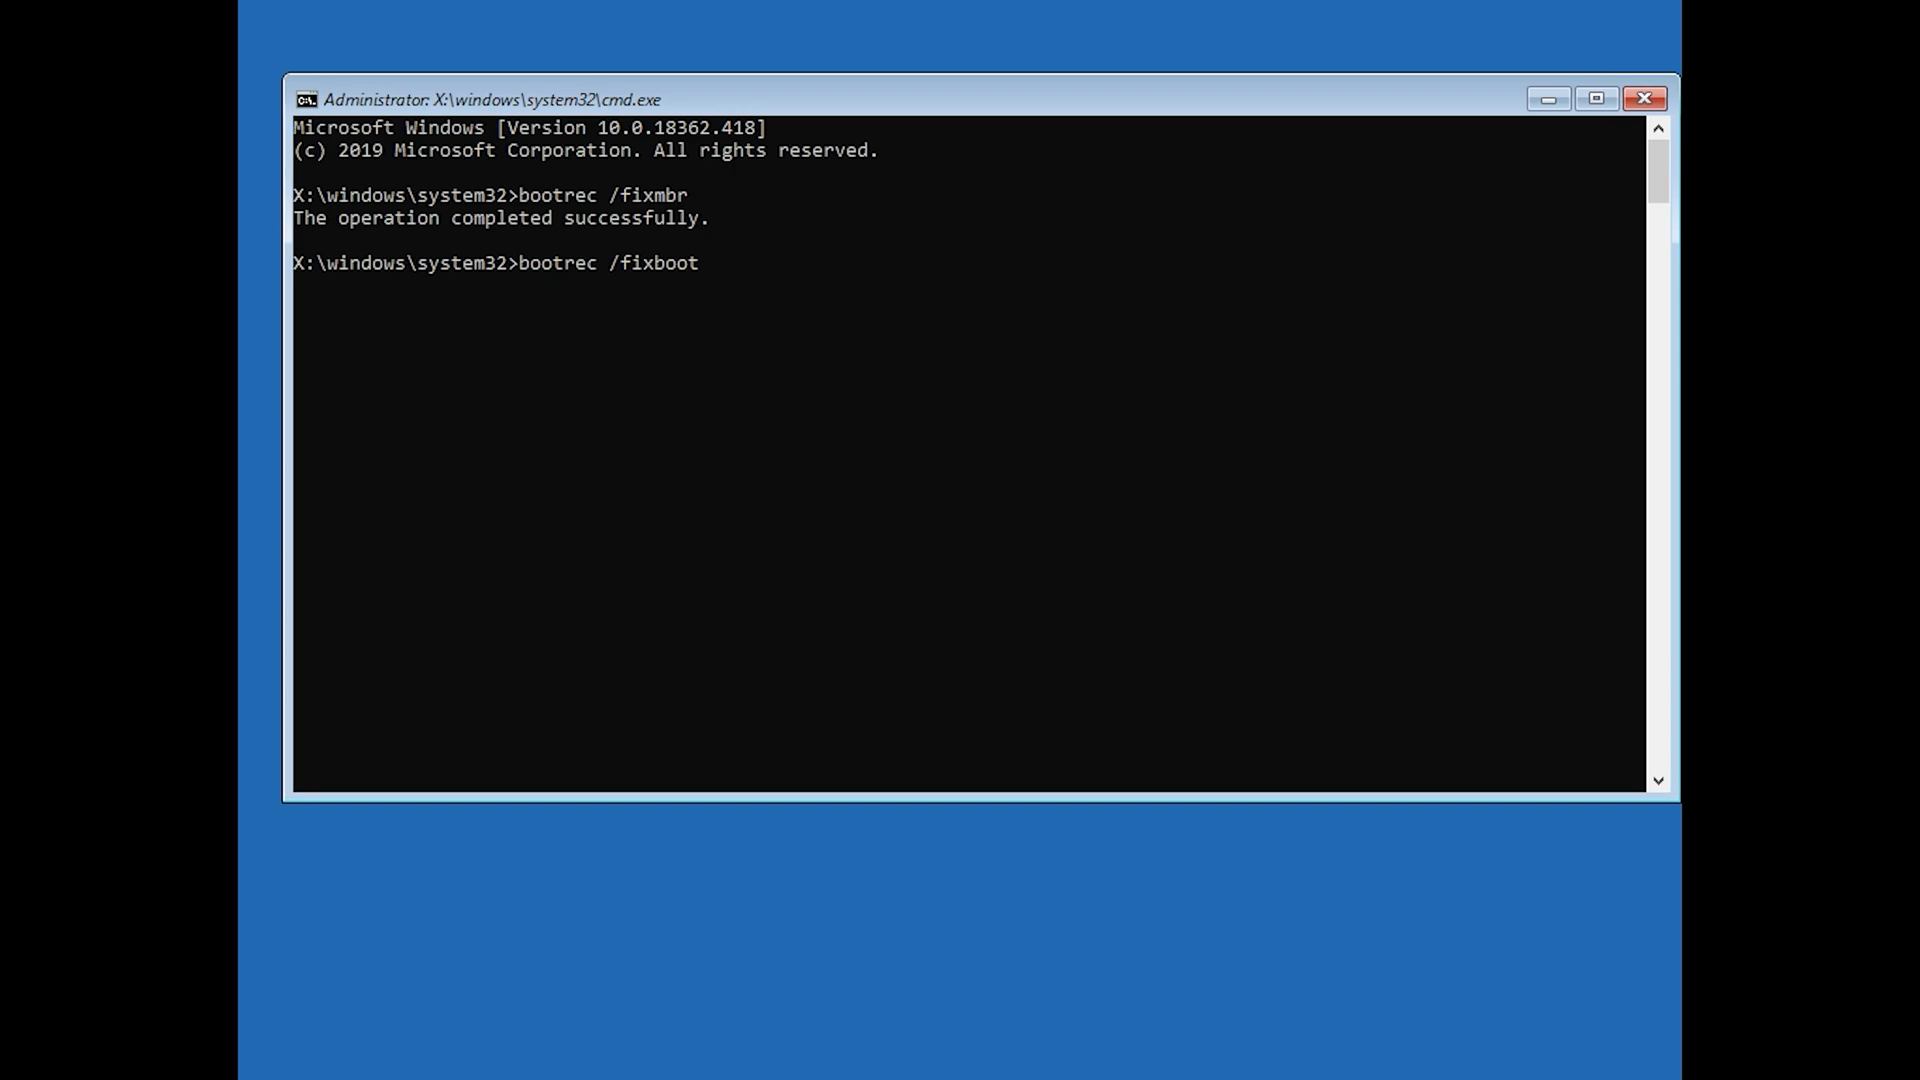 Administrator: X:\windows\system32\cmd.exe
Microsoft Windows [Version 10.0.18362.418]
(c) 2019 Microsoft Corporation. All rights reserved.
X:\windows\system32>bootrec /fixmbr
The operation completed successfully.
X:\windows\system32>bootrec /fixboot